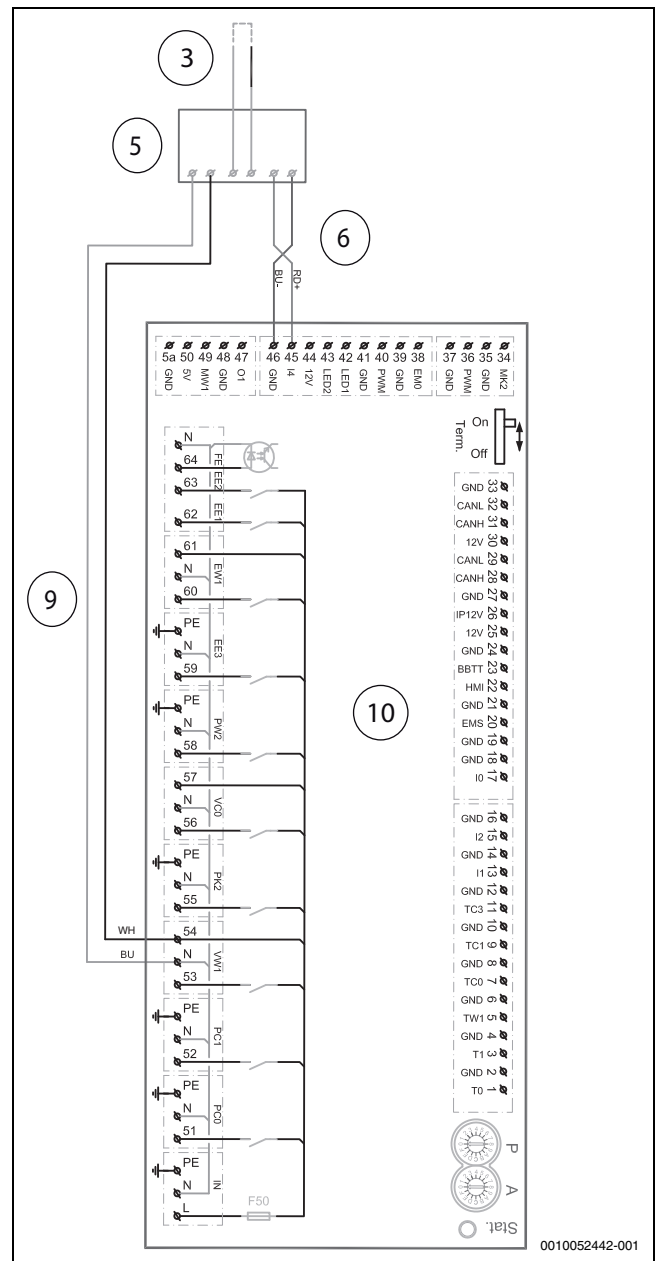 3
5
6
BU-
RD+
5a 50 49 48 47 46 45 44 43 42 41 40 39 38 37 36 35 34
GND 5V MW1 GND O1 GND I4 12V LED2 LED1 GND PWM GND EM0 GND PWM GND MK2
On
Term.
Off
N
64 FE
63 EE2
62 EE1
61
N EW1
60
PE
N EE3
59
PE
N PW2
58
57
N VC0
56
PE
N PK2
55
WH 54
BU N VW1
53
PE
N PC1
52
PE
N PC0
51
PE
N IN
L F50
9
10
GND 33
CANL 32
CANH 31
12V 30
CANL 29
CANH 28
GND 27
IP12V 26
12V 25
GND 24
BBTT 23
HMI 22
GND 21
EMS 20
GND 19
GND 18
I0 17
GND 16
I2 15
GND 14
I1 13
GND 12
TC3 11
GND 10
TC1 9
GND 8
TC0 7
GND 6
TW1 5
GND 4
T1 3
GND 2
T0 1
P
A
Stat.
0010052442-001